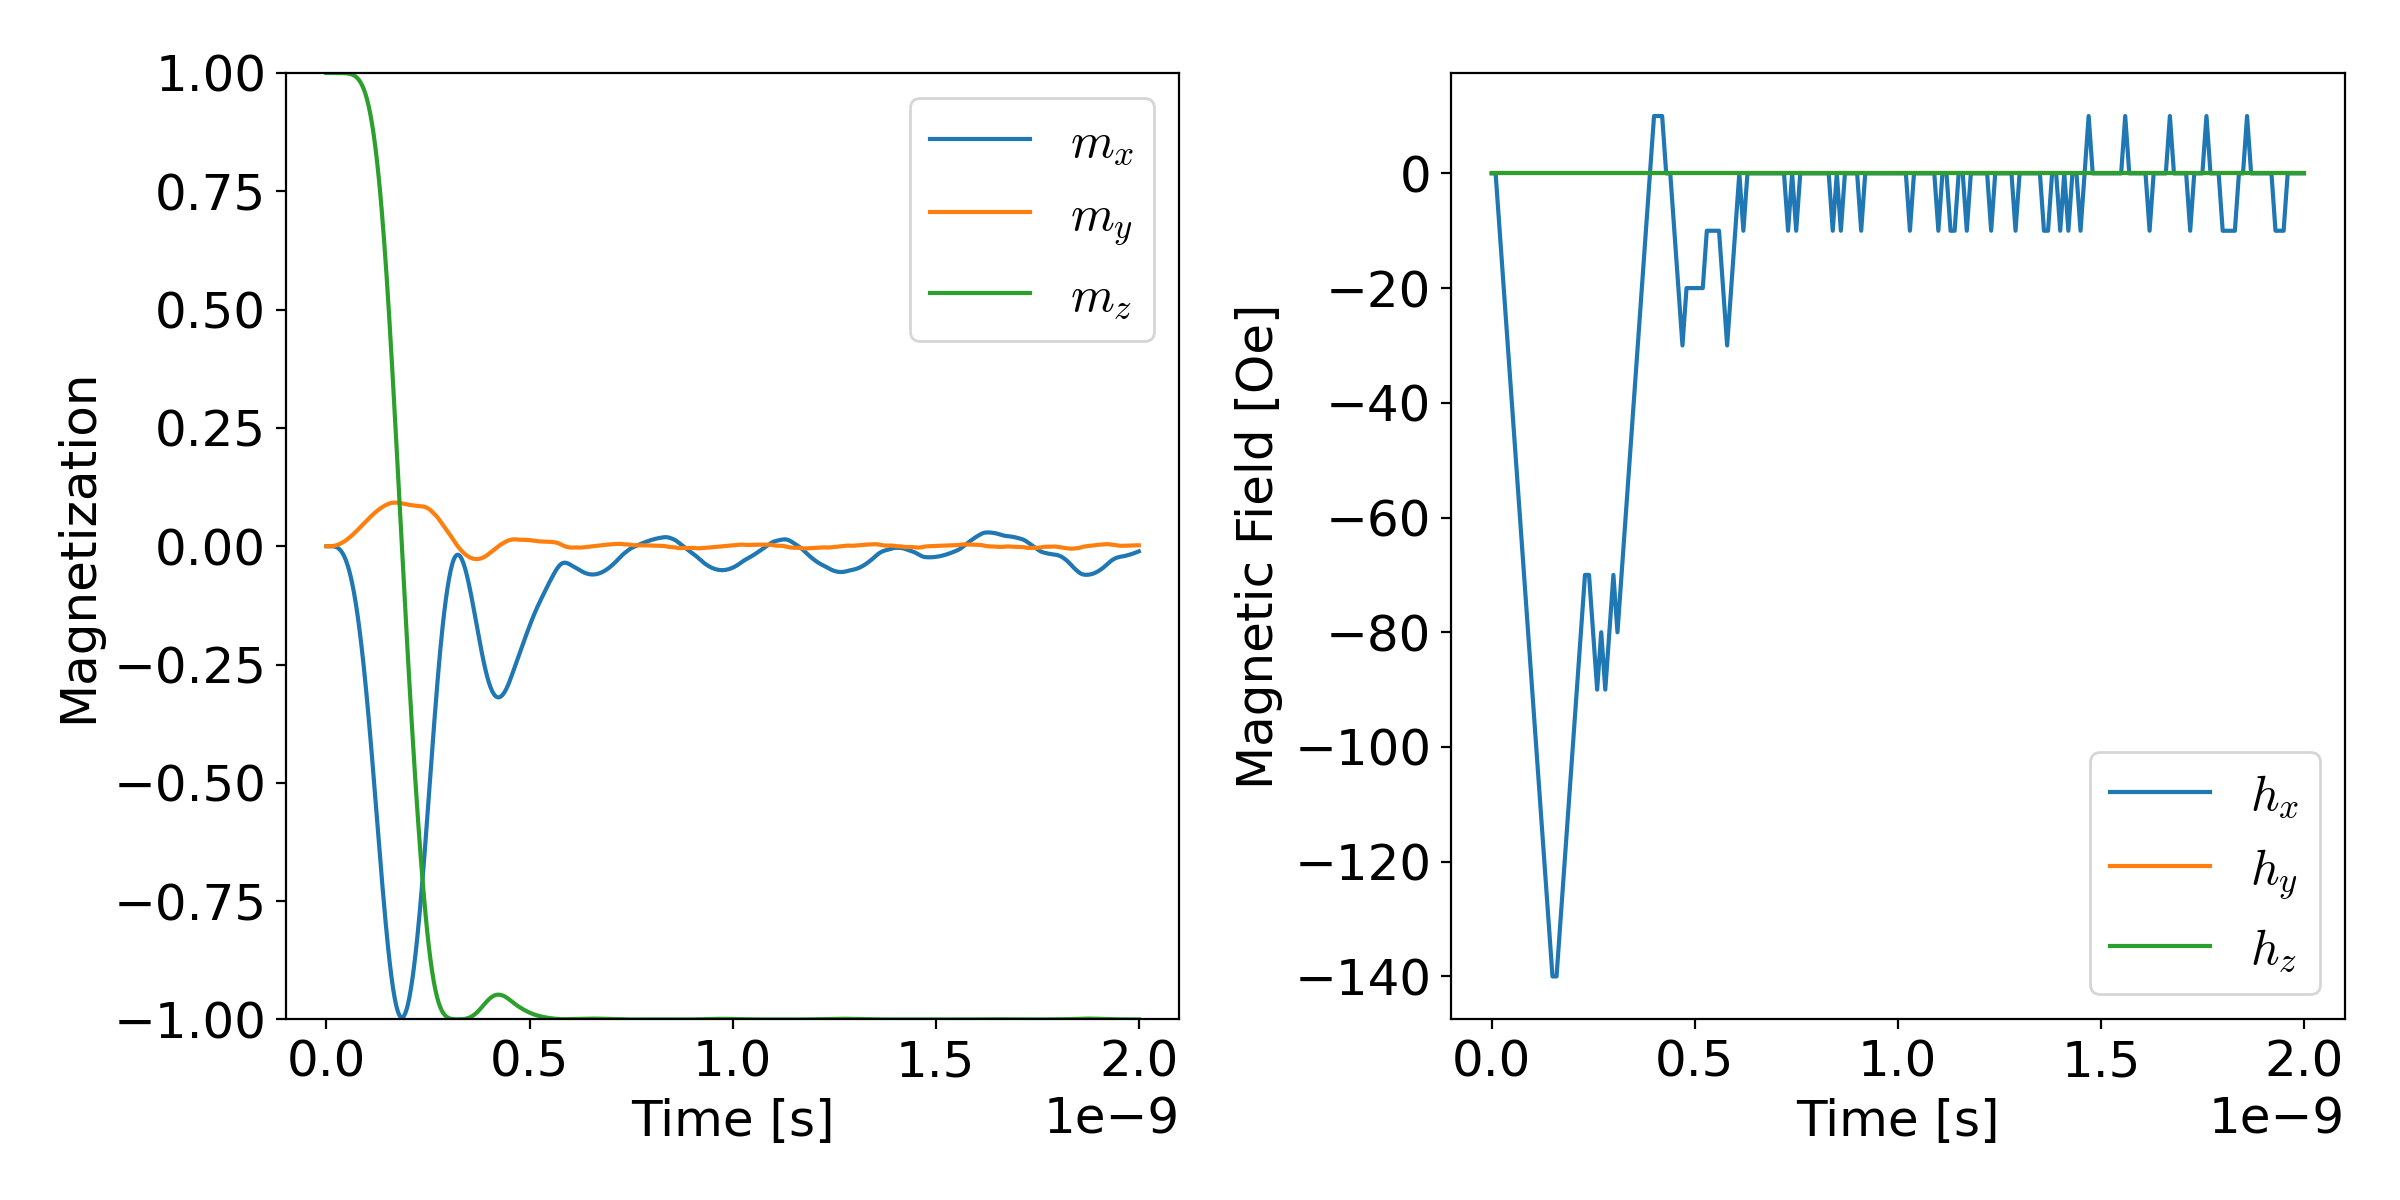 Magnetization
1.00
0.75
0.50
0.25
0.00
−0.25
−0.50
−0.75
−1.00
0.0 0.5 1.0 1.5 2.0
Time [s]
1e−9
m_x
m_y
m_z
Magnetic Field [Oe]
0
−20
−40
−60
−80
−100
−120
−140
0.0 0.5 1.0 1.5 2.0
Time [s]
1e−9
h_x
h_y
h_z